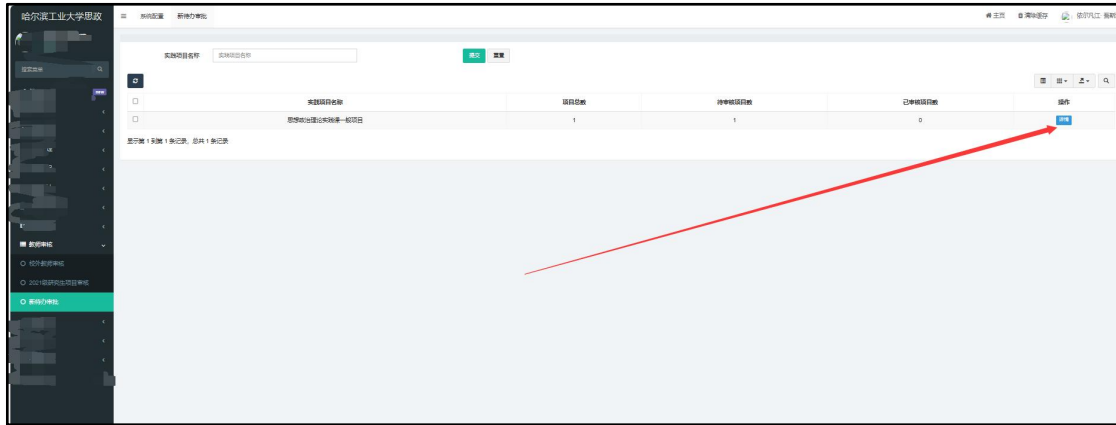 哈尔滨工业大学思政
系统配置 新待办审批
主页 清除缓存
实践项目名称 实践项目名称 提交 重置
实践项目名称 项目总数 待审核项目数 已审核项目数 操作
思想政治理论实践课一般项目 1 1 0 详情
显示第 1 到第 1 条记录，总共 1 条记录
教师审核
校外教师审核
2021级研究生项目审核
新待办审批